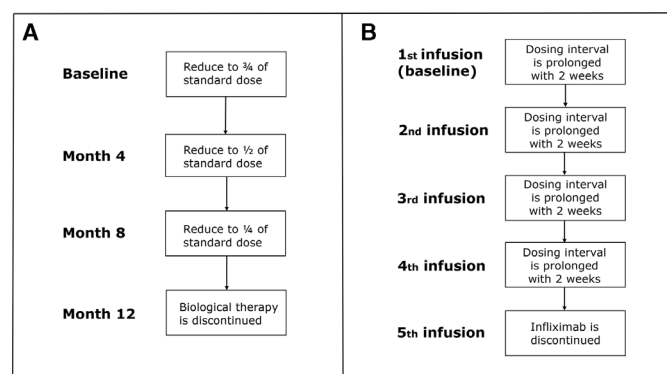 A
Baseline
Reduce to ¾ of
standard dose
Month 4
Reduce to ½ of
standard dose
Month 8
Reduce to ¼ of
standard dose
Month 12
Biological therapy
is discontinued
B
1st infusion
(baseline)
Dosing interval
is prolonged
with 2 weeks
2nd infusion
Dosing interval
is prolonged
with 2 weeks
3rd infusion
Dosing interval
is prolonged
with 2 weeks
4th infusion
Dosing interval
is prolonged
with 2 weeks
5th infusion
Infliximab is
discontinued